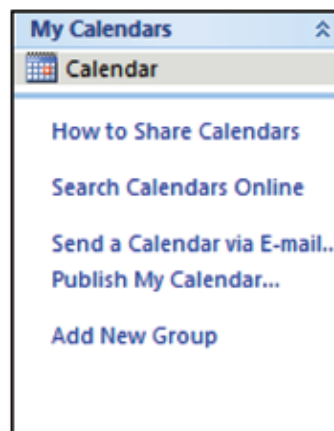 My Calendars
Calendar
How to Share Calendars
Search Calendars Online
Send a Calendar via E-mail..
Publish My Calendar...
Add New Group